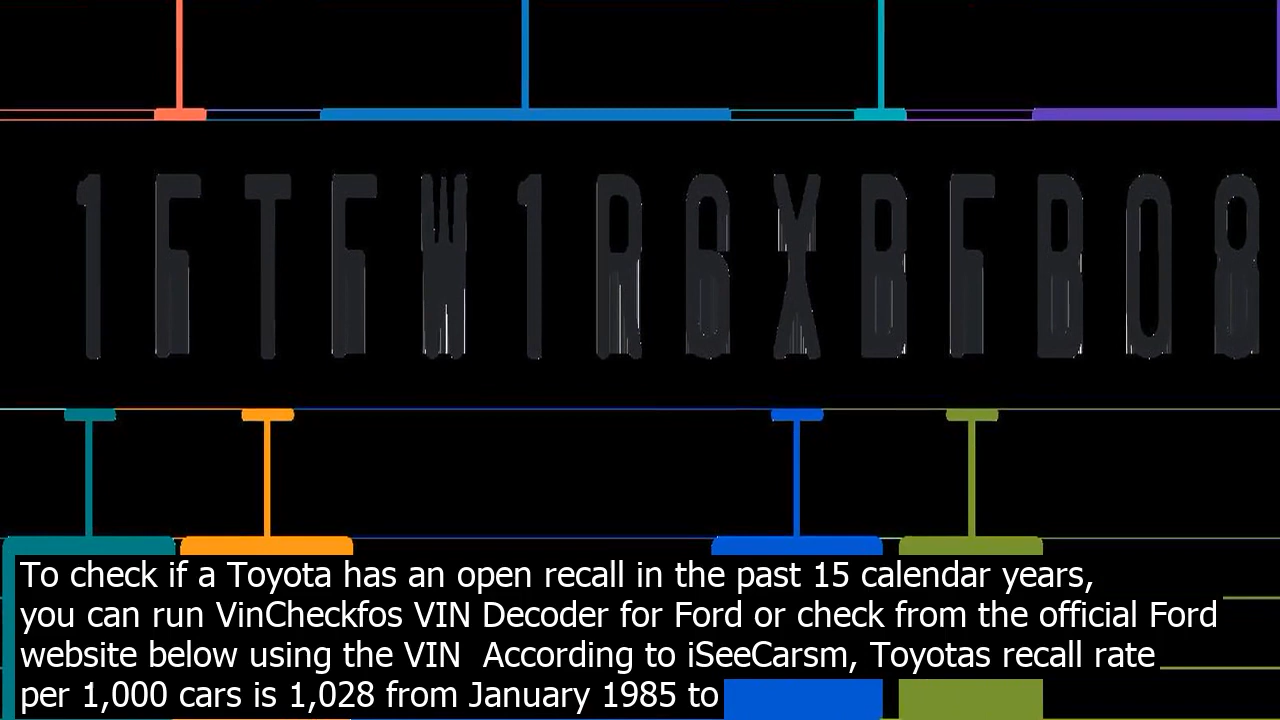 1FTFW1R6XBFB08
To check if a Toyota has an open recall in the past 15 calendar years,
you can run VinCheckfos VIN Decoder for Ford or check from the official Ford
website below using the VIN  According to iSeeCarsm, Toyotas recall rate
per 1,000 cars is 1,028 from January 1985 to